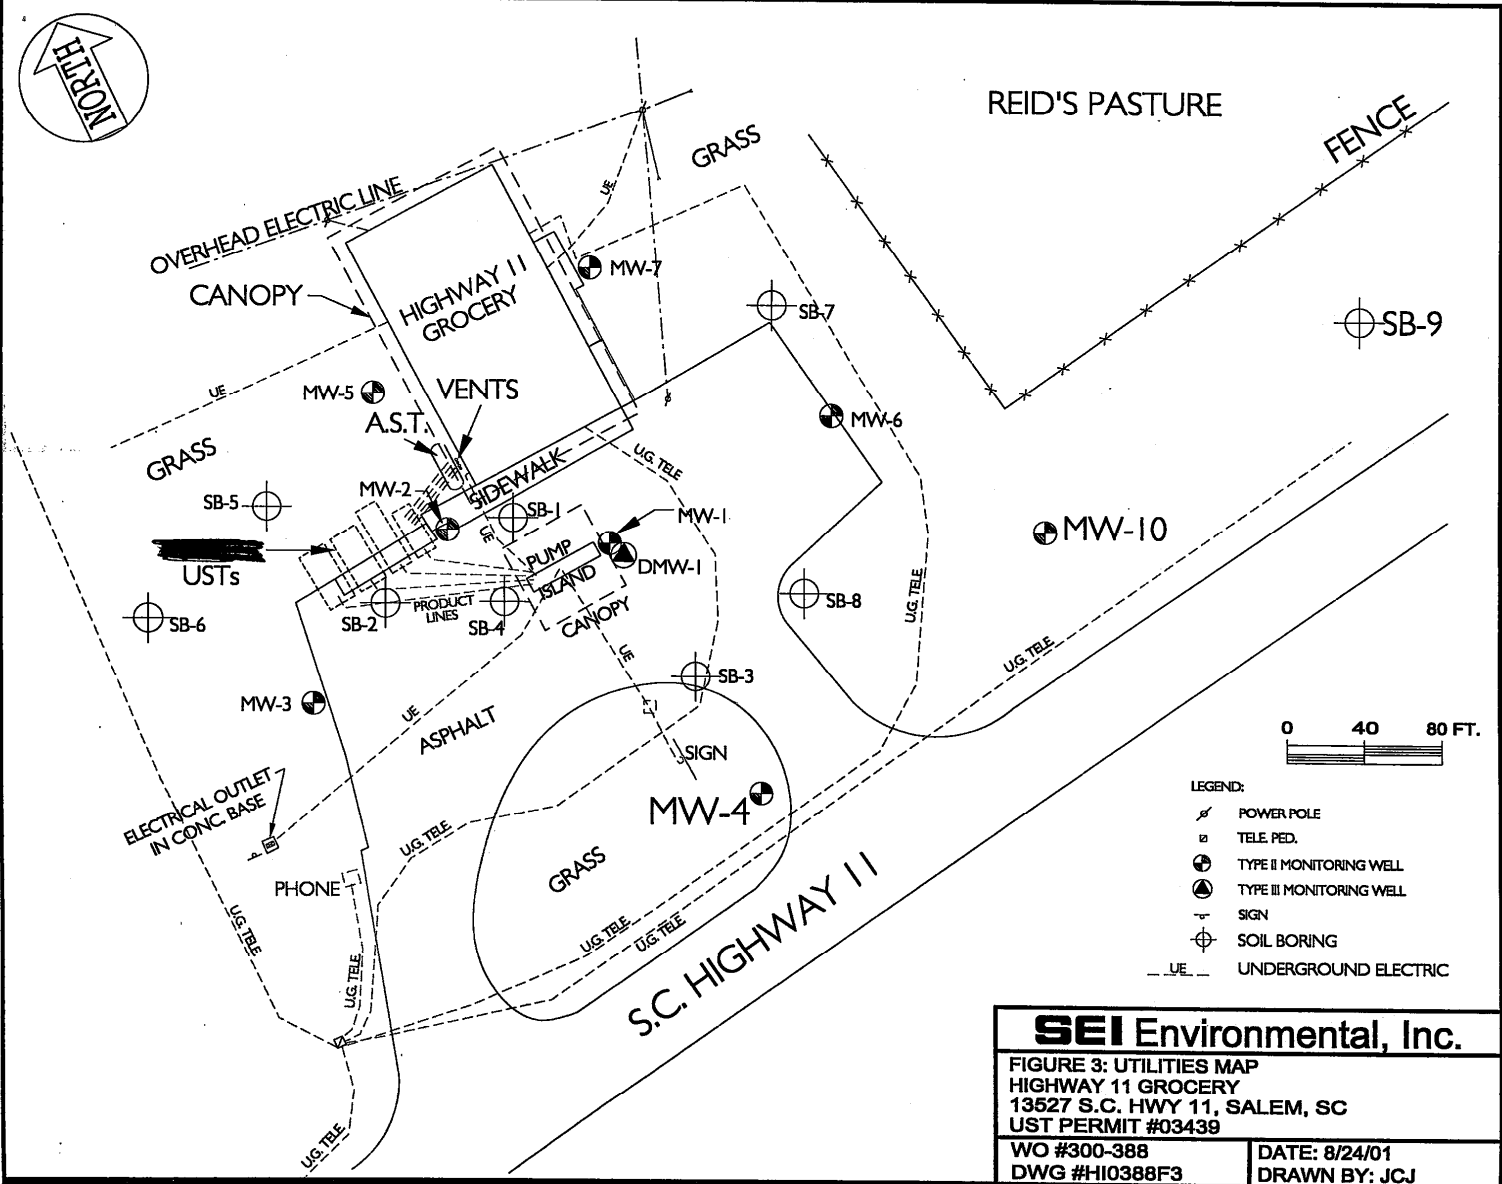 NORTH
REID'S PASTURE
FENCE
GRASS
OVERHEAD ELECTRIC LINE
UE
CANOPY
HIGHWAY 11
GROCERY
MW-7
SB-7
SB-9
UE
MW-5
VENTS
A.S.T.
MW-6
GRASS
U.G. TELE
SIDEWALK
MW-2
SB-5
SB-1
MW-1
UE
MW-10
PUMP
ISLAND
DMW-1
USTs
PRODUCT
LINES
SB-2
SB-4
CANOPY
SB-6
SB-8
U.G. TELE
UE
U.G. TELE
SB-3
MW-3
UE
ASPHALT
SIGN
0 40 80 FT.
ELECTRICAL OUTLET
IN CONC. BASE
MW-4
U.G. TELE
GRASS
PHONE
U.G. TELE
U.G. TELE
U.G. TELE
U.G. TELE
S.C. HIGHWAY 11
U.G. TELE
LEGEND:
POWER POLE
TELE. PED.
TYPE II MONITORING WELL
TYPE III MONITORING WELL
SIGN
SOIL BORING
UE UNDERGROUND ELECTRIC
SEI Environmental, Inc.
FIGURE 3: UTILITIES MAP
HIGHWAY 11 GROCERY
13527 S.C. HWY 11, SALEM, SC
UST PERMIT #03439
WO #300-388
DWG #HI0388F3
DATE: 8/24/01
DRAWN BY: JCJ